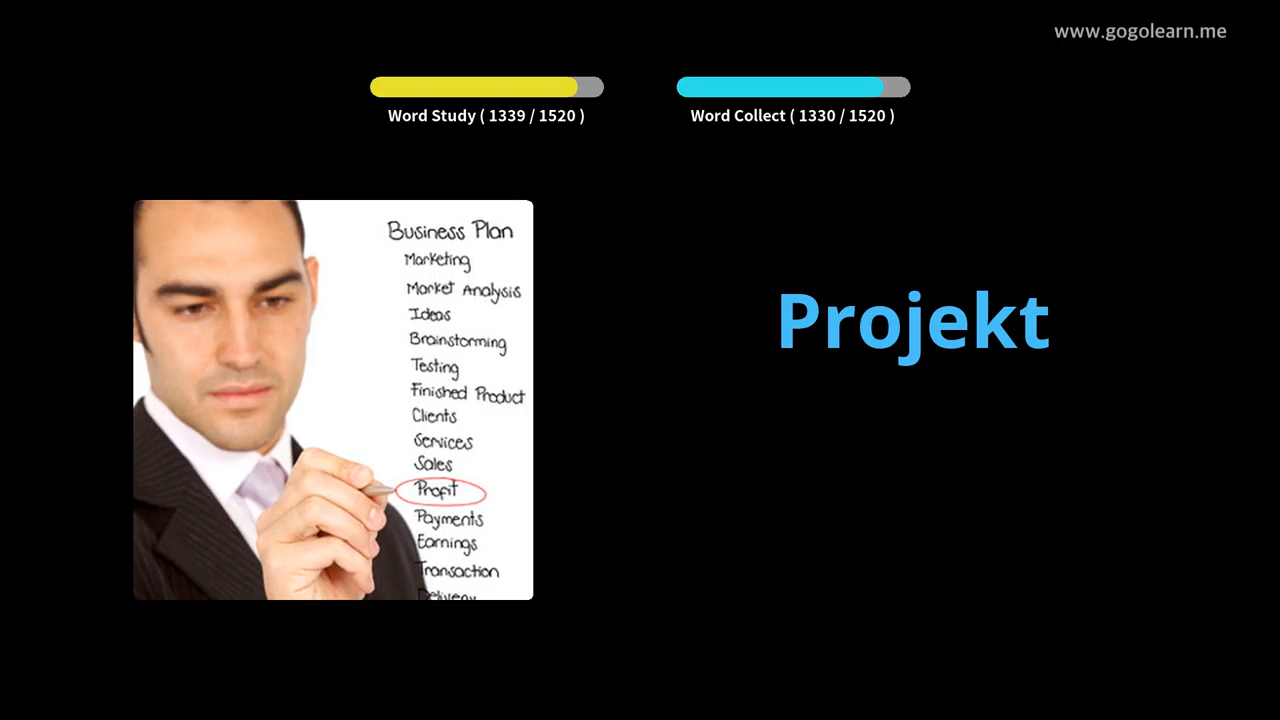 www.gogolearn.me
Word Study ( 1339 / 1520 )
Word Collect ( 1330 / 1520 )
Business Plan
Marketing
Market Analysis
Ideas
Brainstorming
Testing
Finished Product
Clients
Services
Sales
Profit
Payments
Earnings
Transaction
Delivery
Projekt